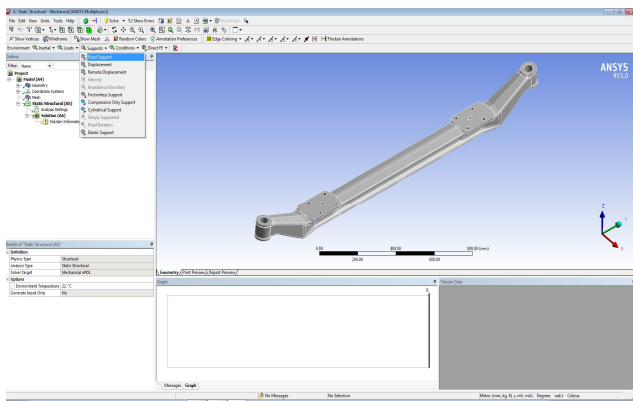 A : Static Structural - Mechanical [ANSYS Multiphysics]
File Edit View Units Tools Help Solve Show Errors Worksheet
Show Vertices Wireframe Show Mesh Random Colors Annotation Preferences Edge Coloring Thicken Annotations
Environment Inertial Loads Supports Conditions Direct FE
Outline
Filter: Name
Project
Model (A4)
Geometry
Coordinate Systems
Mesh
Static Structural (A5)
Analysis Settings
Solution (A6)
Solution Informatio
Fixed Support
Displacement
Remote Displacement
Velocity
Impedance Boundary
Frictionless Support
Compression Only Support
Cylindrical Support
Simply Supported
Fixed Rotation
Elastic Support
ANSYS
R15.0
0.00 400.00 800.00 (mm)
200.00 600.00
Z
X
Geometry Print Preview Report Preview
Details of "Static Structural (A5)"
Definition
Physics Type Structural
Analysis Type Static Structural
Solver Target Mechanical APDL
Options
Environment Temperature 22. °C
Generate Input Only No
Graph
Tabular Data
Messages Graph
No Messages No Selection Metric (mm, kg, N, s, mV, mA) Degrees rad/s Celsius